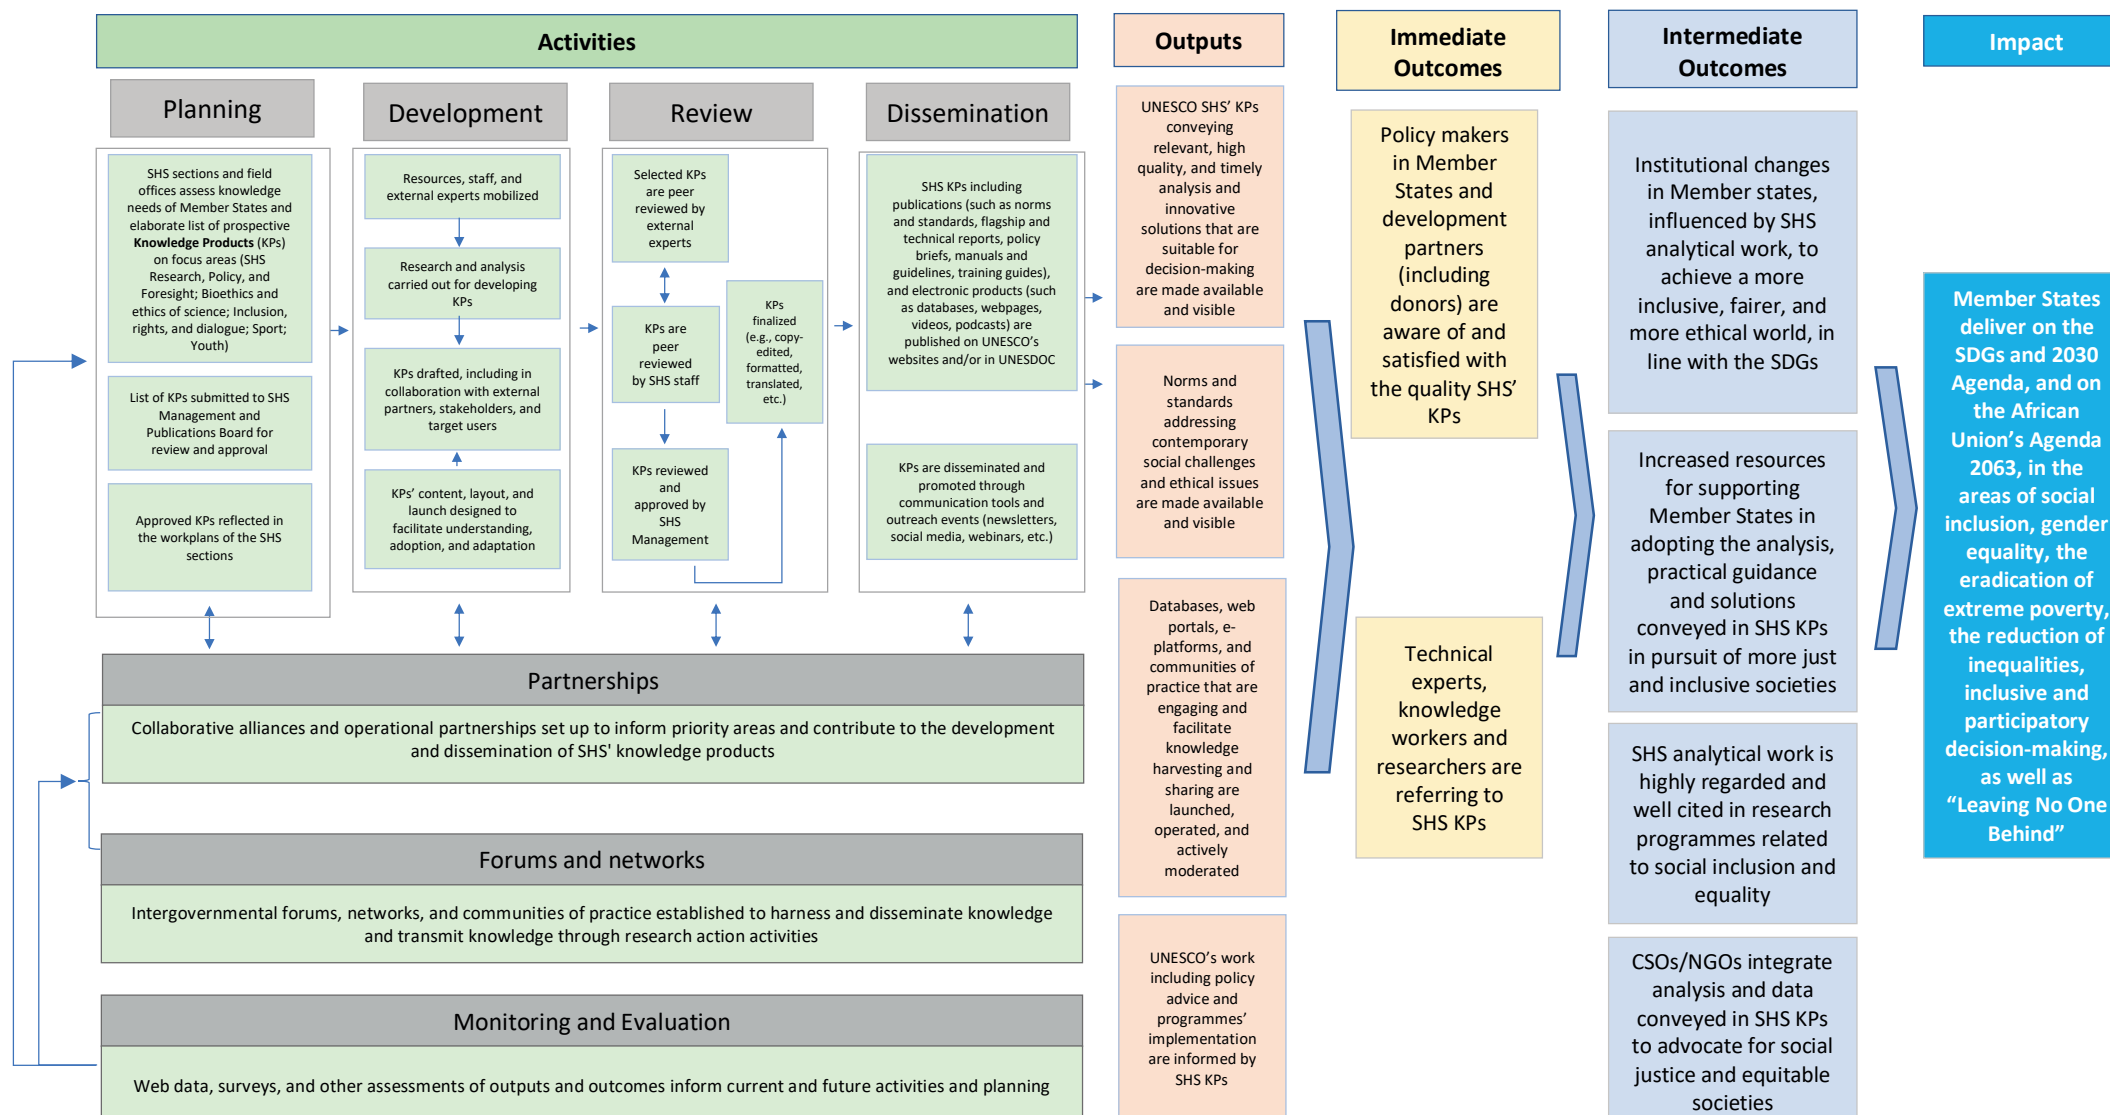 Activities
Planning
SHS sections and field
offices assess knowledge
needs of Member States and
elaborate list of prospective
Knowledge Products (KPs)
on focus areas (SHS
Research, Policy, and
Foresight; Bioethics and
ethics of science; Inclusion,
rights, and dialogue; Sport;
Youth)
List of KPs submitted to SHS
Management and
Publications Board for
review and approval
Approved KPs reflected in
the workplans of the SHS
sections
Development
Resources, staff, and
external experts mobilized
Research and analysis
carried out for developing
KPs
KPs drafted, including in
collaboration with external
partners, stakeholders, and
target users
KPs' content, layout, and
launch designed to
facilitate understanding,
adoption, and adaptation
Review
Selected KPs
are peer
reviewed by
external
experts
KPs are
peer
reviewed
by SHS staff
KPs reviewed
and
approved by
SHS
Management
KPs
finalized
(e.g., copy-
edited,
formatted,
translated,
etc.)
Dissemination
SHS KPs including
publications (such as norms
and standards, flagship and
technical reports, policy
briefs, manuals and
guidelines, training guides),
and electronic products (such
as databases, webpages,
videos, podcasts) are
published on UNESCO's
websites and/or in UNESDOC
KPs are disseminated and
promoted through
communication tools and
outreach events (newsletters,
social media, webinars, etc.)
Partnerships
Collaborative alliances and operational partnerships set up to inform priority areas and contribute to the development
and dissemination of SHS' knowledge products
Forums and networks
Intergovernmental forums, networks, and communities of practice established to harness and disseminate knowledge
and transmit knowledge through research action activities
Monitoring and Evaluation
Web data, surveys, and other assessments of outputs and outcomes inform current and future activities and planning
Outputs
UNESCO SHS' KPs
conveying
relevant, high
quality, and timely
analysis and
innovative
solutions that are
suitable for
decision-making
are made available
and visible
Norms and
standards
addressing
contemporary
social challenges
and ethical issues
are made available
and visible
Databases, web
portals, e-
platforms, and
communities of
practice that are
engaging and
facilitate
knowledge
harvesting and
sharing are
launched,
operated, and
actively
moderated
UNESCO's work
including policy
advice and
programmes'
implementation
are informed by
SHS KPs
Immediate
Outcomes
Policy makers
in Member
States and
development
partners
(including
donors) are
aware of and
satisfied with
the quality SHS'
KPs
Technical
experts,
knowledge
workers and
researchers are
referring to
SHS KPs
Intermediate
Outcomes
Institutional changes
in Member states,
influenced by SHS
analytical work, to
achieve a more
inclusive, fairer, and
more ethical world, in
line with the SDGs
Increased resources
for supporting
Member States in
adopting the analysis,
practical guidance
and solutions
conveyed in SHS KPs
in pursuit of more just
and inclusive societies
SHS analytical work is
highly regarded and
well cited in research
programmes related
to social inclusion and
equality
CSOs/NGOs integrate
analysis and data
conveyed in SHS KPs
to advocate for social
justice and equitable
societies
Impact
Member States
deliver on the
SDGs and 2030
Agenda, and on
the African
Union's Agenda
2063, in the
areas of social
inclusion, gender
equality, the
eradication of
extreme poverty,
the reduction of
inequalities,
inclusive and
participatory
decision-making,
as well as
"Leaving No One
Behind"